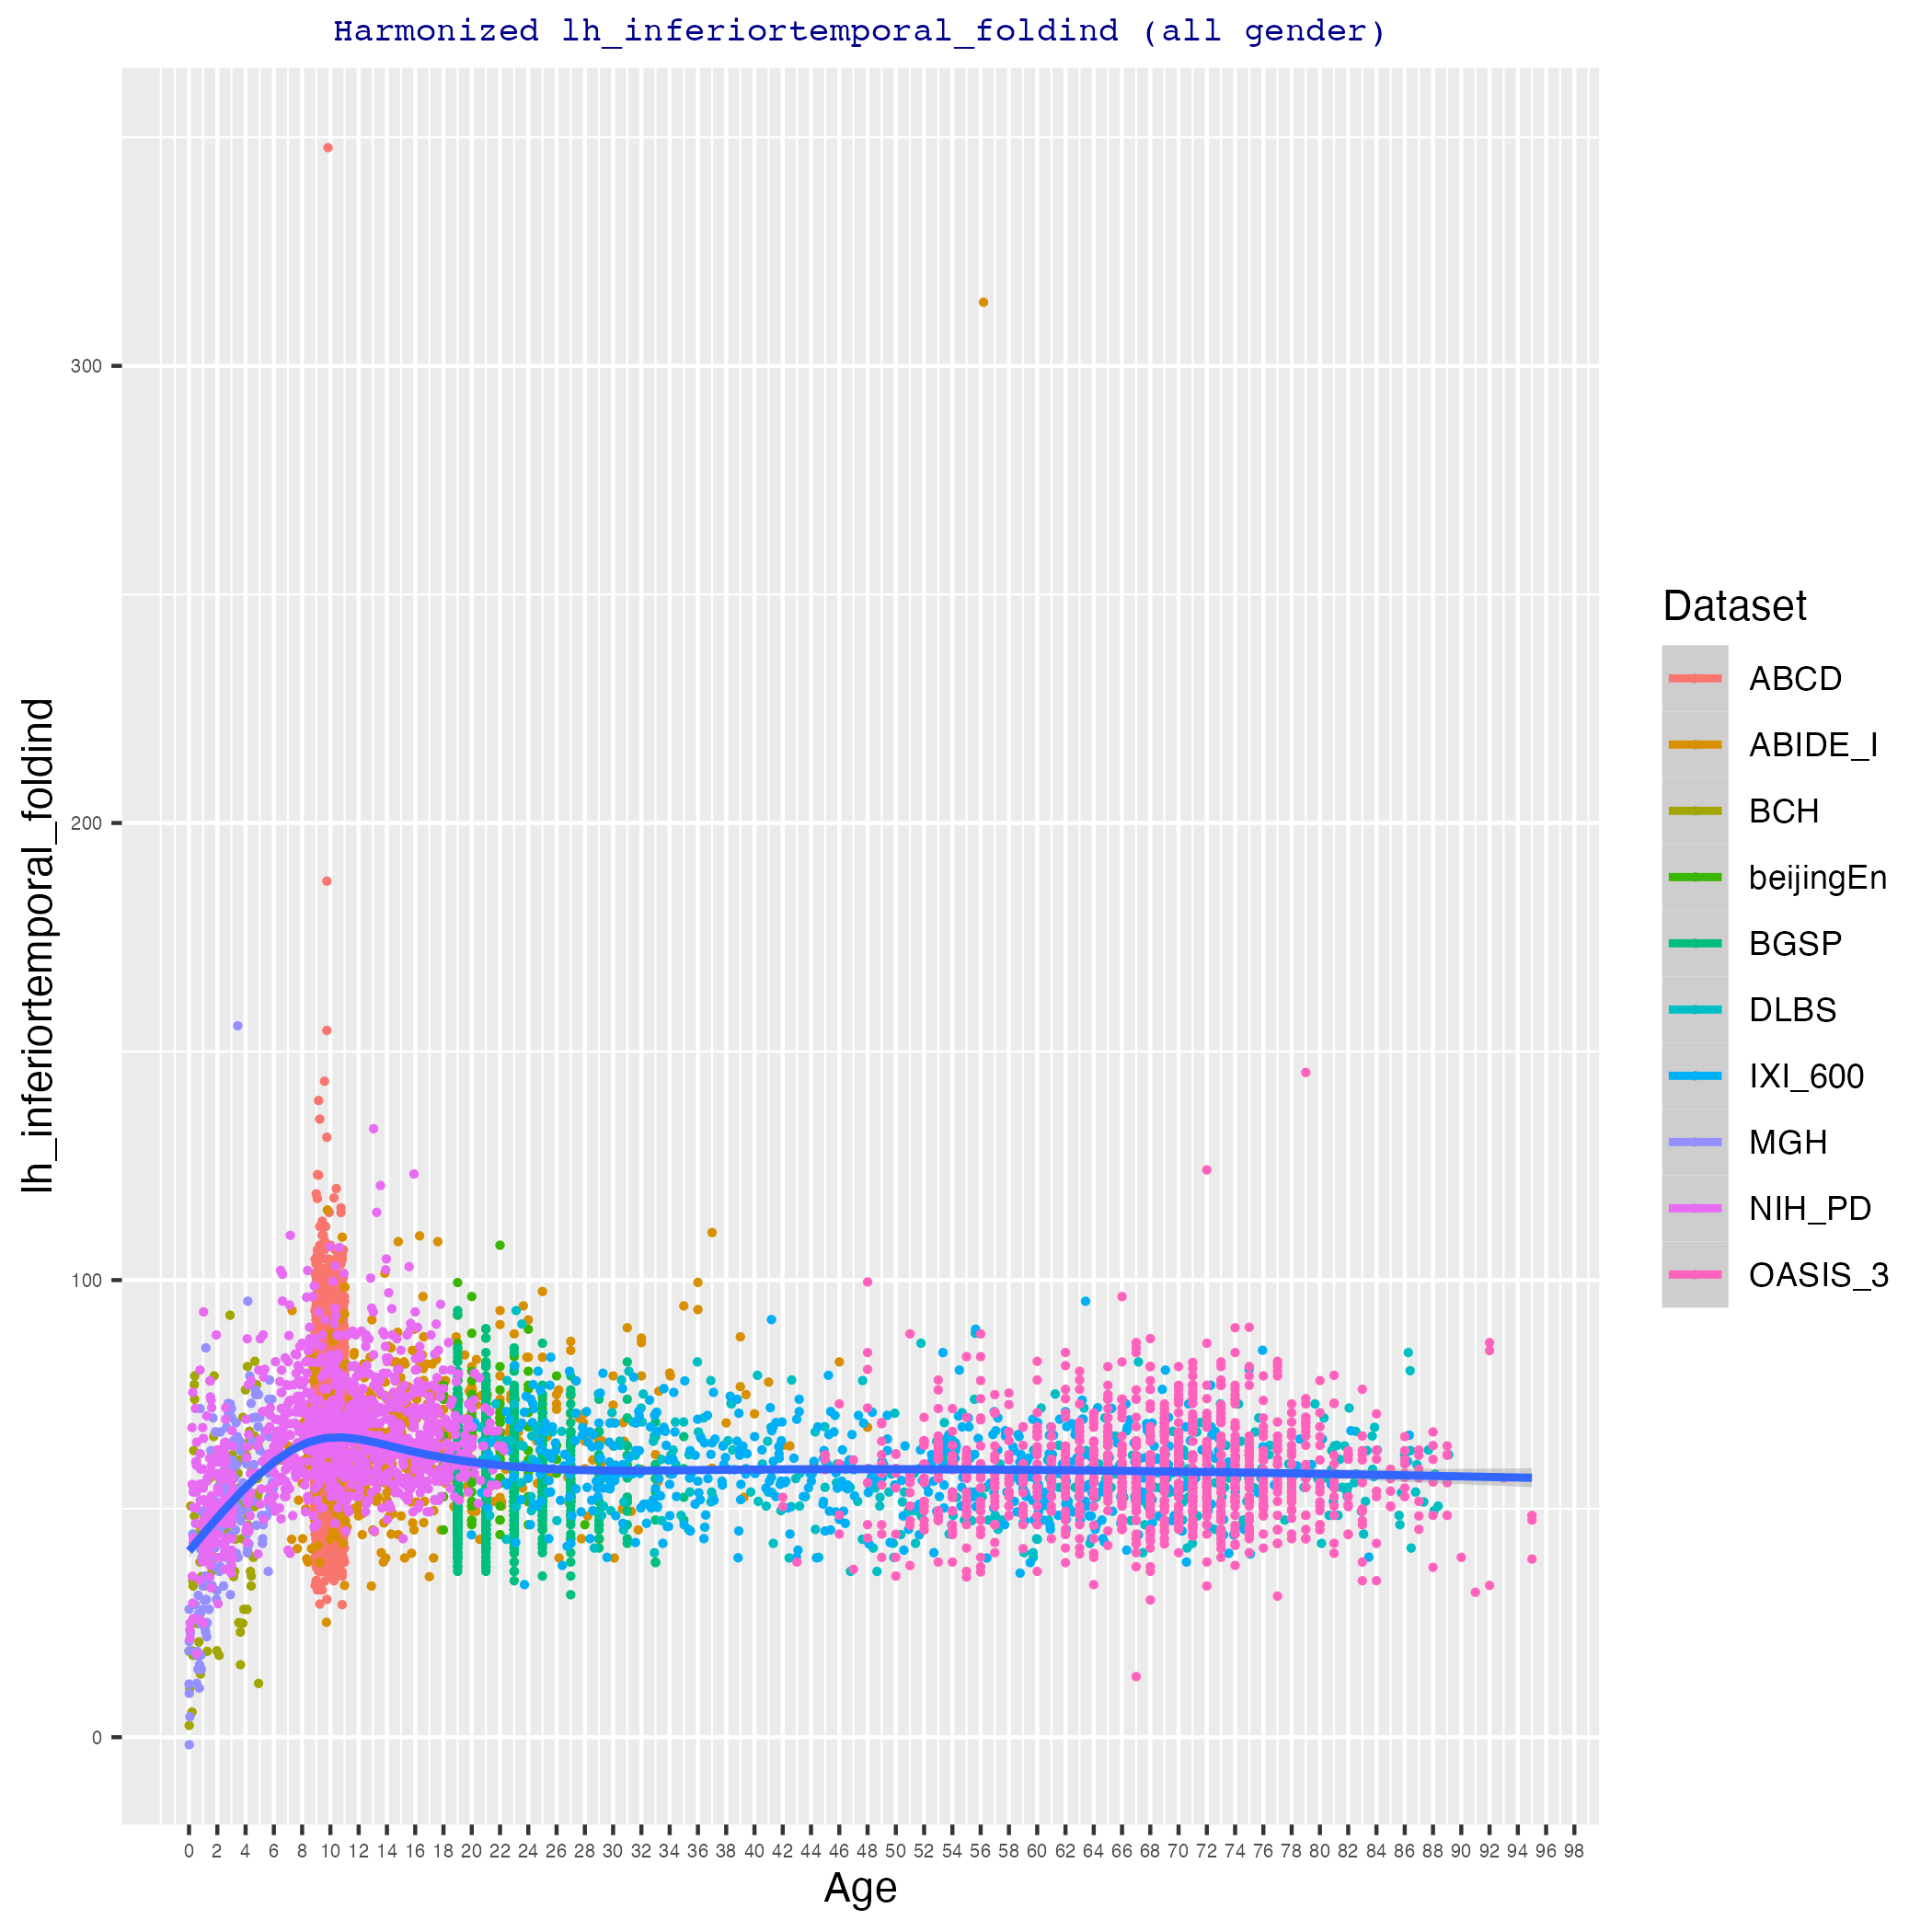 Harmonized lh_inferiortemporal_foldind (all gender)
lh_inferiortemporal_foldind
300
200
100
0
0 2 4 6 8 10 12 14 16 18 20 22 24 26 28 30 32 34 36 38 40 42 44 46 48 50 52 54 56 58 60 62 64 66 68 70 72 74 76 78 80 82 84 86 88 90 92 94 96 98
Age
Dataset
ABCD
ABIDE_I
BCH
beijingEn
BGSP
DLBS
IXI_600
MGH
NIH_PD
OASIS_3